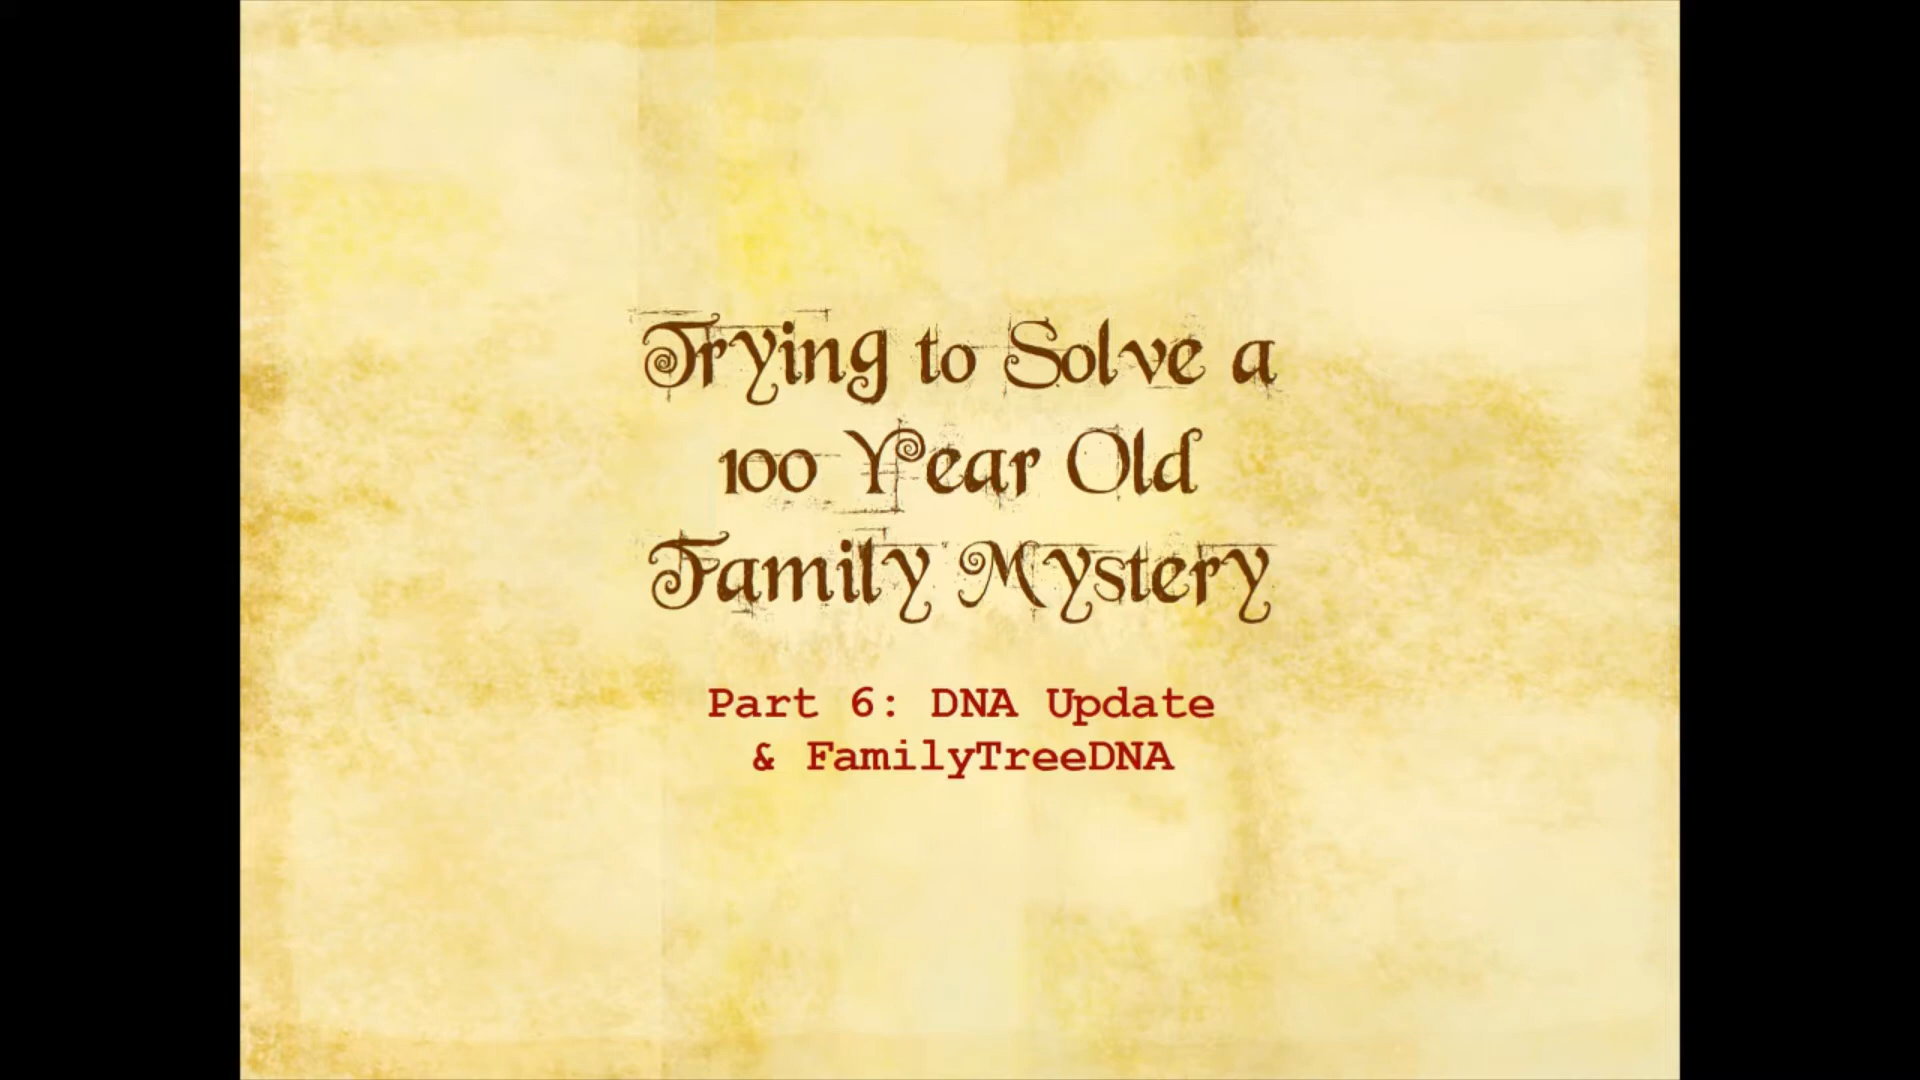 Trying to Solve a
100 Year Old
Family Mystery
Part 6: DNA Update
& FamilyTreeDNA